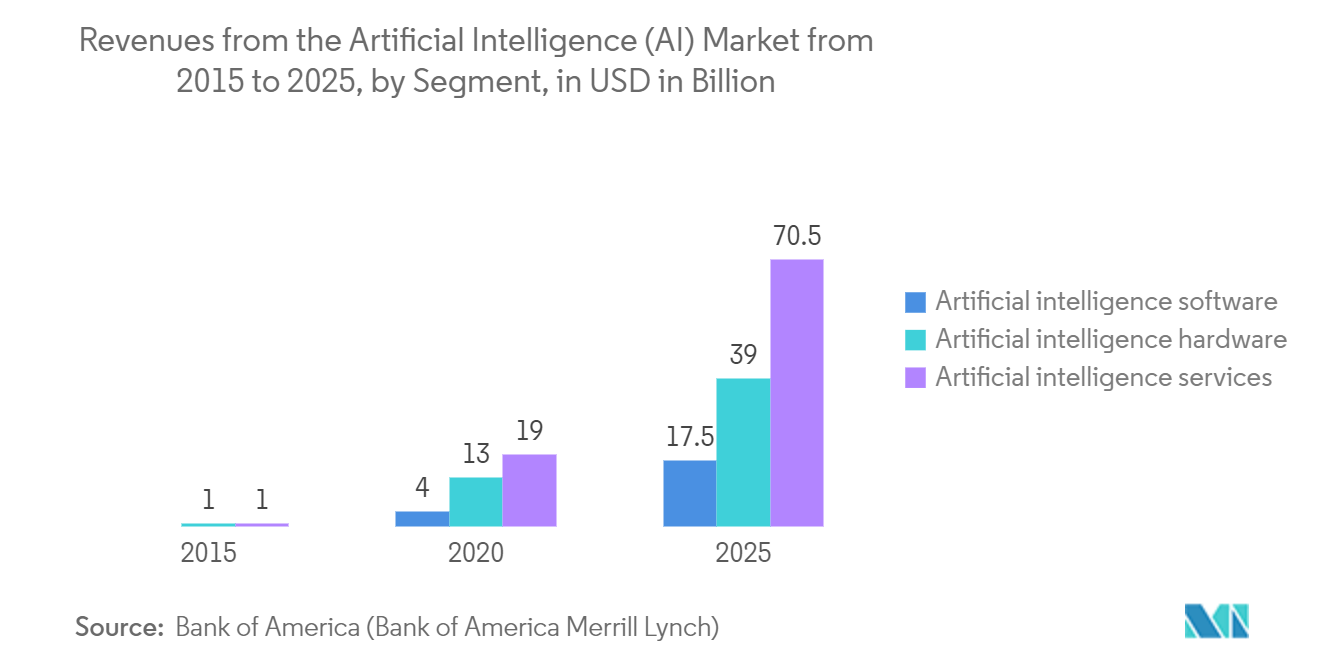 Revenues from the Artificial Intelligence (AI) Market from
2015 to 2025, by Segment, in USD in Billion
70.5
39
17.5
19
13
4
1 1
2015 2020 2025
Artificial intelligence software
Artificial intelligence hardware
Artificial intelligence services
Source: Bank of America (Bank of America Merrill Lynch)